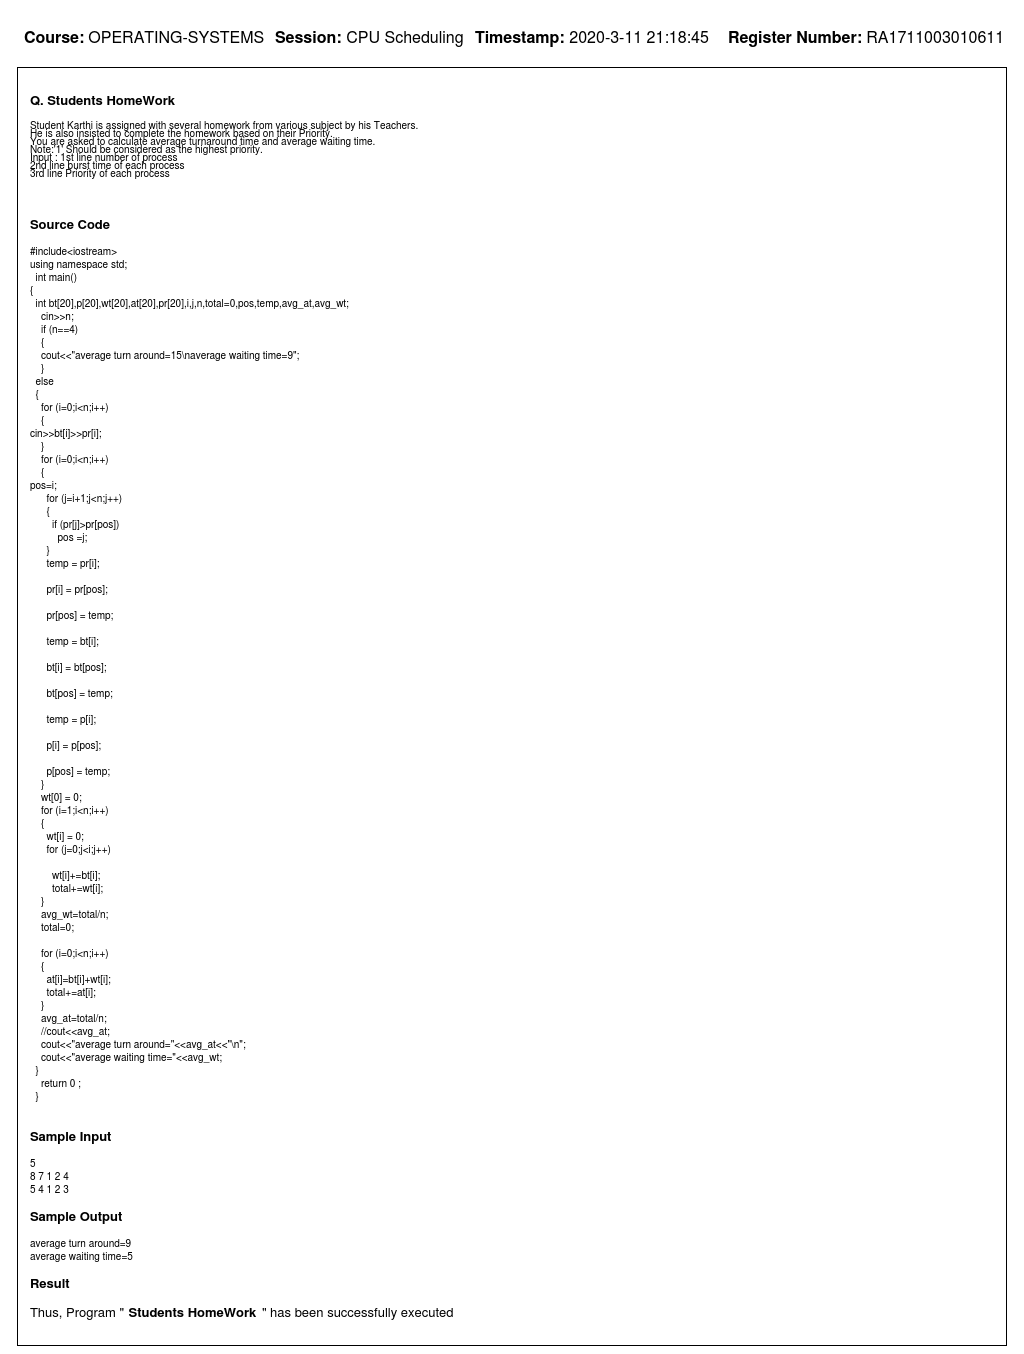 Course: OPERATING-SYSTEMS Session: CPU Scheduling Timestamp: 2020-3-11 21:18:45 Register Number: RA1711003010611
Q. Students HomeWork
Student Karthi is assigned with several homework from various subject by his Teachers.
He is also insisted to complete the homework based on their Priority.
You are asked to calculate average turnaround time and average waiting time.
Note:'1' Should be considered as the highest priority.
Input : 1st line number of process
2nd line burst time of each process
3rd line Priority of each process
Source Code
#include<iostream>
using namespace std;
int main()
{
int bt[20],p[20],wt[20],at[20],pr[20],i,j,n,total=0,pos,temp,avg_at,avg_wt;
cin>>n;
if (n==4)
{
cout<<"average turn around=15\naverage waiting time=9";
}
else
{
for (i=0;i<n;i++)
{
cin>>bt[i]>>pr[i];
}
for (i=0;i<n;i++)
{
pos=i;
for (j=i+1;j<n;j++)
{
if (pr[j]>pr[pos])
pos =j;
}
temp = pr[i];
pr[i] = pr[pos];
pr[pos] = temp;
temp = bt[i];
bt[i] = bt[pos];
bt[pos] = temp;
temp = p[i];
p[i] = p[pos];
p[pos] = temp;
}
wt[0] = 0;
for (i=1;i<n;i++)
{
wt[i] = 0;
for (j=0;j<i;j++)
wt[i]+=bt[i];
total+=wt[i];
}
avg_wt=total/n;
total=0;
for (i=0;i<n;i++)
{
at[i]=bt[i]+wt[i];
total+=at[i];
}
avg_at=total/n;
//cout<<avg_at;
cout<<"average turn around="<<avg_at<<"\n";
cout<<"average waiting time="<<avg_wt;
}
return 0 ;
}
Sample Input
5
8 7 1 2 4
5 4 1 2 3
Sample Output
average turn around=9
average waiting time=5
Result
Thus, Program " Students HomeWork " has been successfully executed